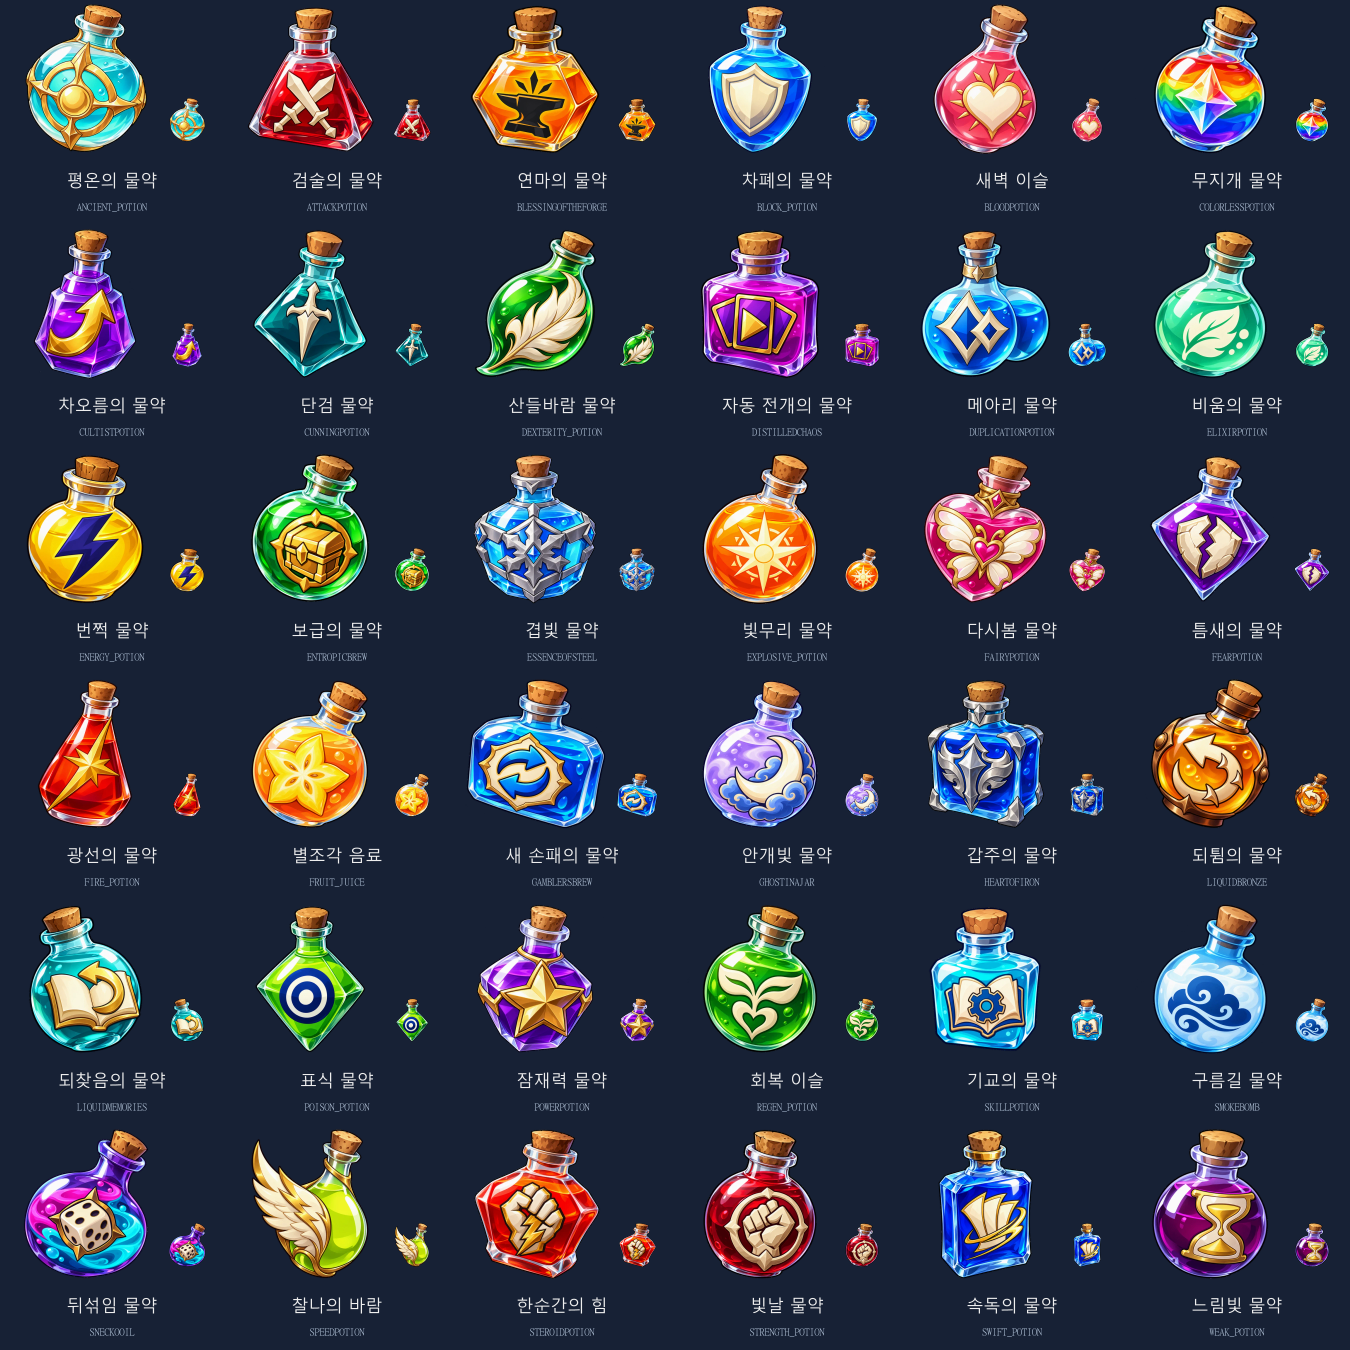 평온의 물약 검술의 물약 연마의 물약 차폐의 물약 새벽 이슬 무지개 물약
ANCIENT_POTION ATTACKPOTION BLESSINGOFTHEFORGE BLOCK_POTION BLOODPOTION COLORLESSPOTION
차오름의 물약 단검 물약 산들바람 물약 자동 전개의 물약 메아리 물약 비움의 물약
CULTISTPOTION CUNNINGPOTION DEXTERITY_POTION DISTILLEDCHAOS DUPLICATIONPOTION ELIXIRPOTION
번쩍 물약 보급의 물약 겹빛 물약 빛무리 물약 다시봄 물약 틈새의 물약
ENERGY_POTION ENTROPICBREW ESSENCEOFSTEEL EXPLOSIVE_POTION FAIRYPOTION FEARPOTION
광선의 물약 별조각 음료 새 손패의 물약 안개빛 물약 갑주의 물약 되튐의 물약
FIRE_POTION FRUIT_JUICE GAMBLERSBREW GHOSTINAJAR HEARTOFIRON LIQUIDBRONZE
되찾음의 물약 표식 물약 잠재력 물약 회복 이슬 기교의 물약 구름길 물약
LIQUIDMEMORIES POISON_POTION POWERPOTION REGEN_POTION SKILLPOTION SMOKEBOMB
뒤섞임 물약 찰나의 바람 한순간의 힘 빛날 물약 속독의 물약 느림빛 물약
SNECKOOIL SPEEDPOTION STEROIDPOTION STRENGTH_POTION SWIFT_POTION WEAK_POTION